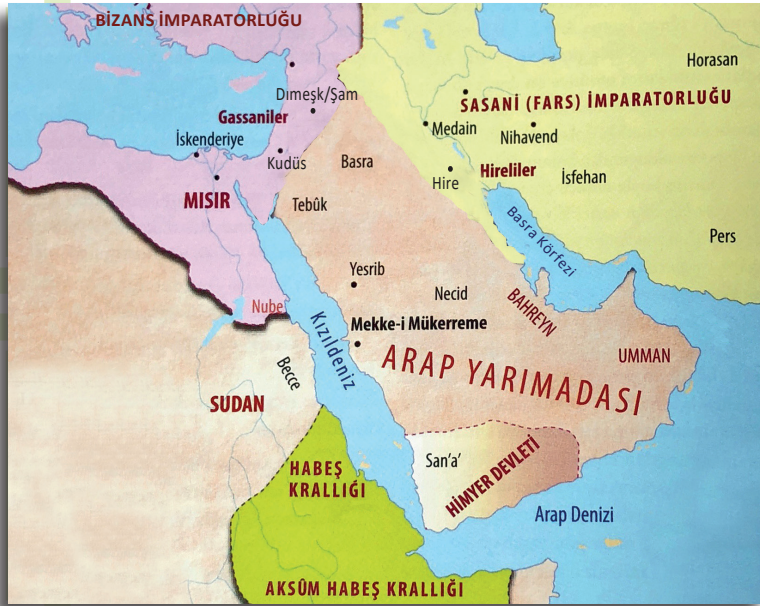 BİZANS İMPARATORLUĞU
Horasan
Dımeşk/Şam
SASANİ (FARS) İMPARATORLUĞU
Gassaniler
Medain
Nihavend
İskenderiye
Kudüs
Basra
Hireliler
Hire
İsfehan
MISIR
Tebûk
Basra Körfezi
Pers
Yesrib
Necid
Nube
BAHREYN
Kızıldeniz
Mekke-i Mükerreme
UMMAN
ARAP YARIMADASI
Becce
SUDAN
San'a'
HİMYER DEVLETİ
HABEŞ
KRALLIĞI
Arap Denizi
AKSÛM HABEŞ KRALLIĞI